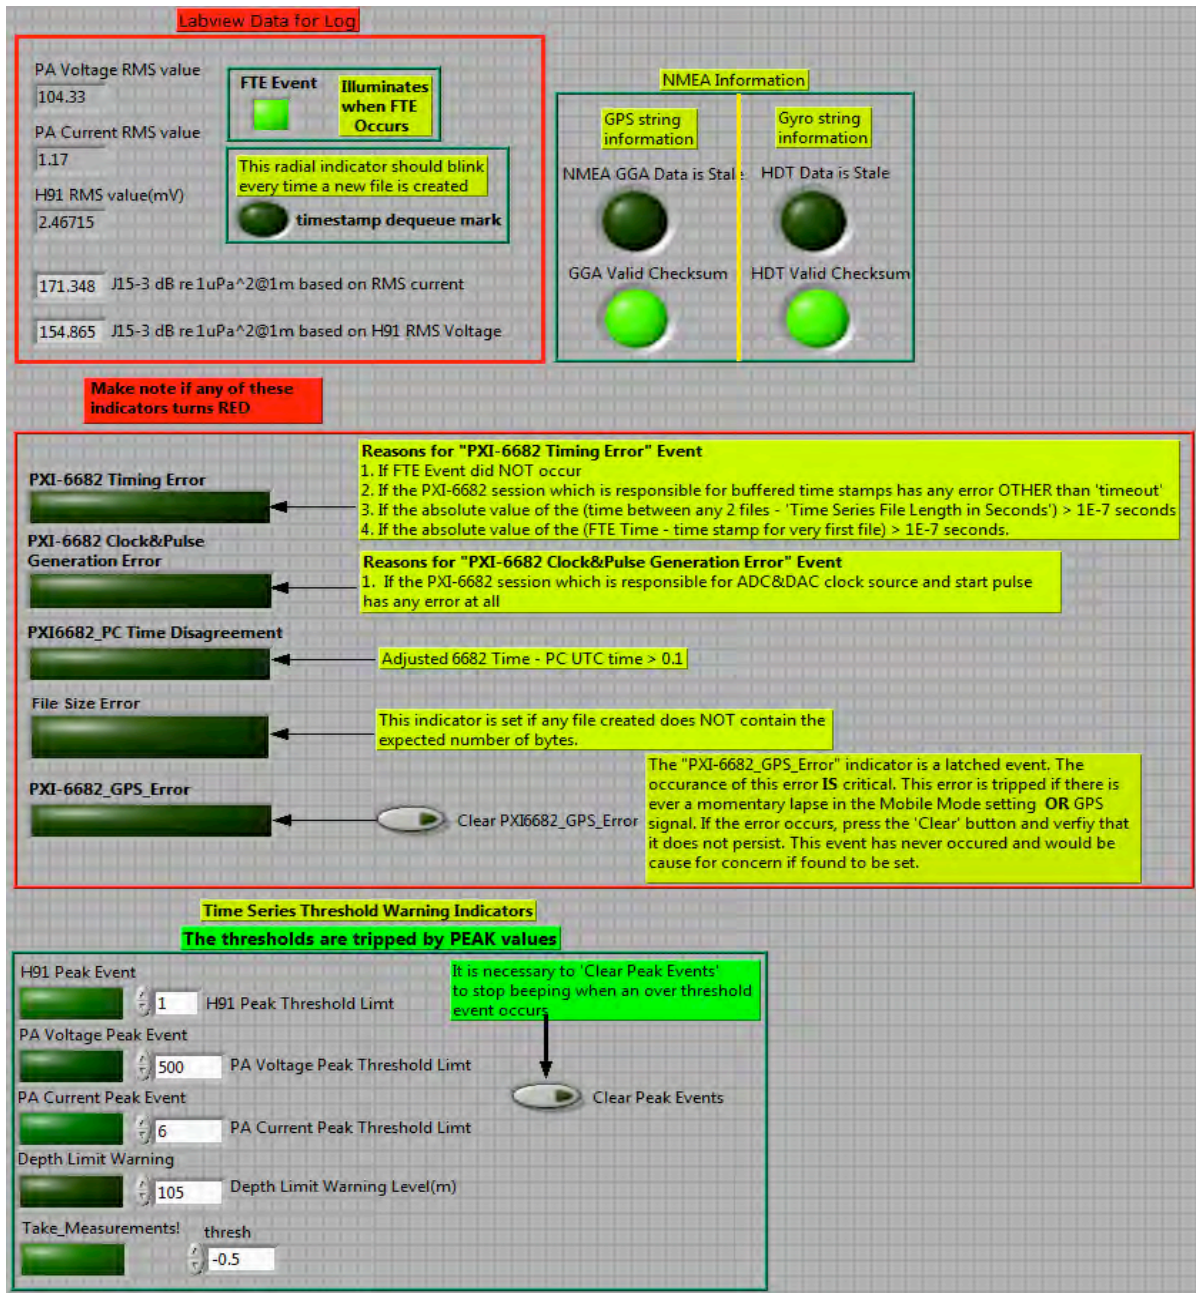 Labview Data for Log
PA Voltage RMS value
104.33
PA Current RMS value
1.17
H91 RMS value(mV)
2.46715
FTE Event
Illuminates
when FTE
Occurs
This radial indicator should blink
every time a new file is created
timestamp dequeue mark
171.348 J15-3 dB re 1uPa^2@1m based on RMS current
154.865 J15-3 dB re 1uPa^2@1m based on H91 RMS Voltage
NMEA Information
GPS string
information
Gyro string
information
NMEA GGA Data is Stale
HDT Data is Stale
GGA Valid Checksum
HDT Valid Checksum
Make note if any of these
indicators turns RED
PXI-6682 Timing Error
Reasons for "PXI-6682 Timing Error" Event
1. If FTE Event did NOT occur
2. If the PXI-6682 session which is responsible for buffered time stamps has any error OTHER than 'timeout'
3. If the absolute value of the (time between any 2 files - 'Time Series File Length in Seconds') > 1E-7 seconds
4. If the absolute value of the (FTE Time - time stamp for very first file) > 1E-7 seconds.
PXI-6682 Clock&Pulse
Generation Error
Reasons for "PXI-6682 Clock&Pulse Generation Error" Event
1. If the PXI-6682 session which is responsible for ADC&DAC clock source and start pulse
has any error at all
PXI6682_PC Time Disagreement
Adjusted 6682 Time - PC UTC time > 0.1
File Size Error
This indicator is set if any file created does NOT contain the
expected number of bytes.
PXI-6682_GPS_Error
Clear PXI6682_GPS_Error
The "PXI-6682_GPS_Error" indicator is a latched event. The
occurance of this error IS critical. This error is tripped if there
is ever a momentary lapse in the Mobile Mode setting OR GPS
signal. If the error occurs, press the 'Clear' button and verfiy that
it does not persist. This event has never occured and would be
cause for concern if found to be set.
Time Series Threshold Warning Indicators
The thresholds are tripped by PEAK values
H91 Peak Event
1 H91 Peak Threshold Limt
It is necessary to 'Clear Peak Events'
to stop beeping when an over threshold
event occurs
PA Voltage Peak Event
500 PA Voltage Peak Threshold Limt
Clear Peak Events
PA Current Peak Event
6 PA Current Peak Threshold Limt
Depth Limit Warning
105 Depth Limit Warning Level(m)
Take_Measurements!
thresh
-0.5